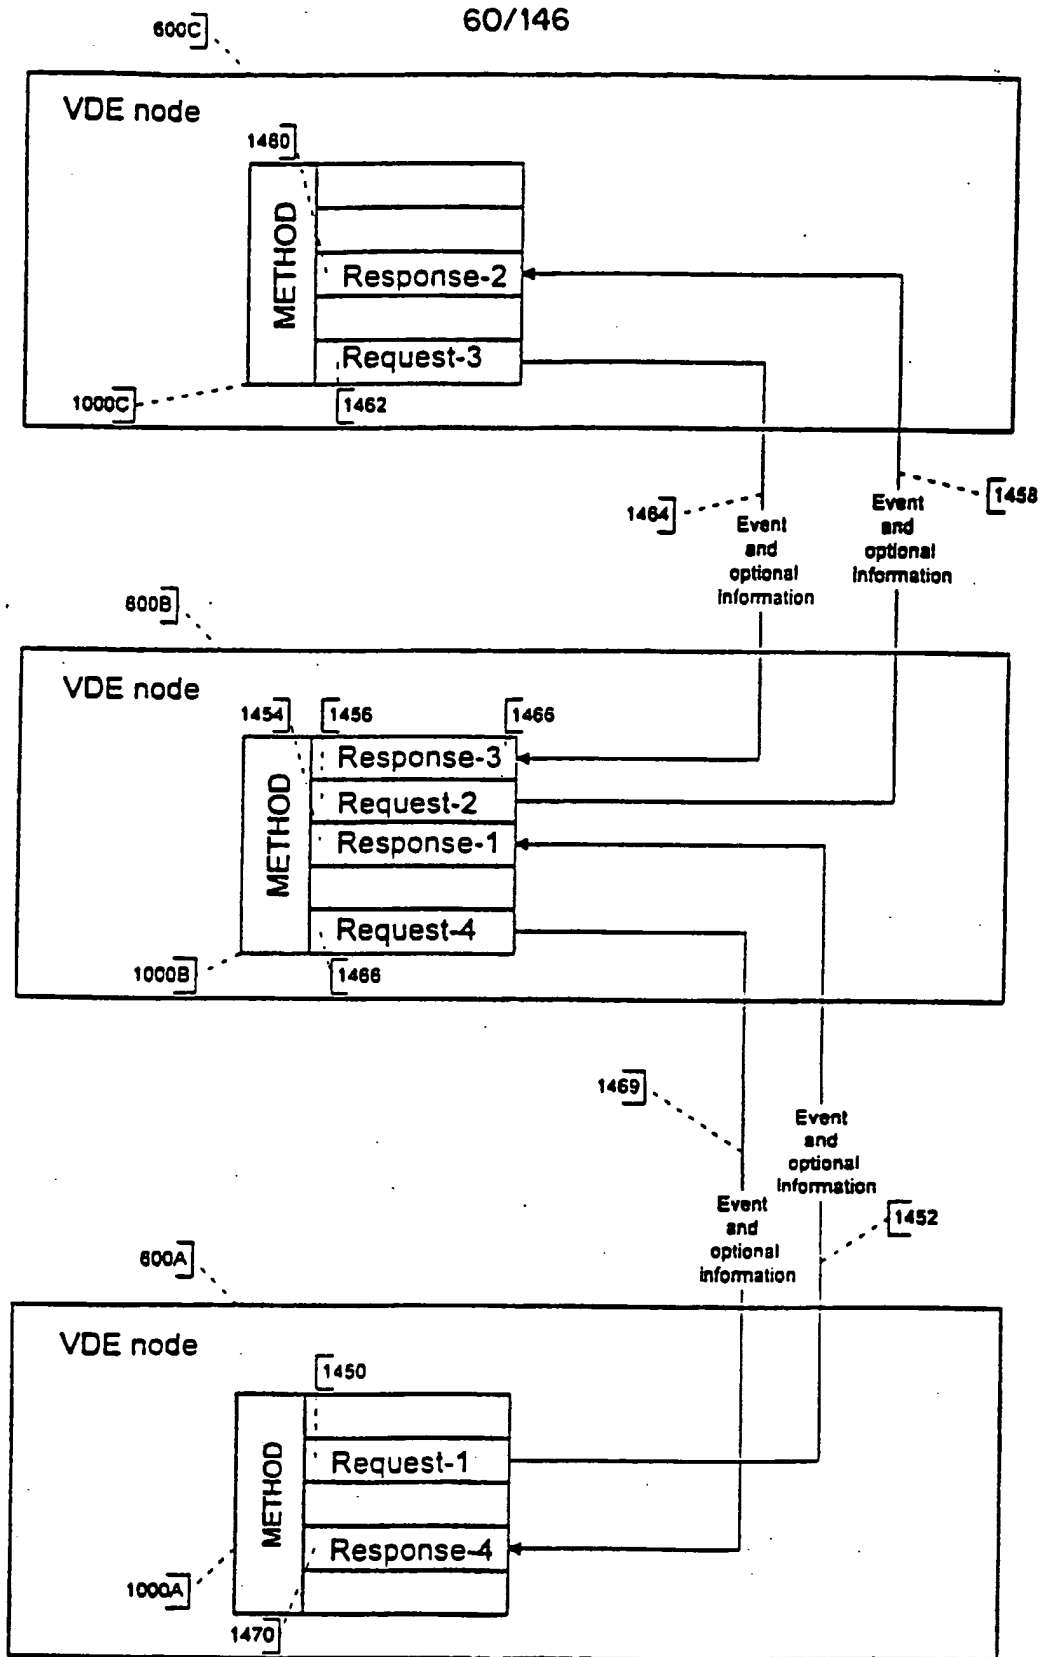 60/146
600C
VDE node
1460
METHOD
Response-2
Request-3
1000C
1462
1464
1458
Event
and
optional
information
Event
and
optional
information
600B
VDE node
1454
1456
1466
METHOD
Response-3
Request-2
Response-1
Request-4
1000B
1466
1469
Event
and
optional
information
1452
Event
and
optional
information
600A
VDE node
1450
METHOD
Request-1
Response-4
1000A
1470